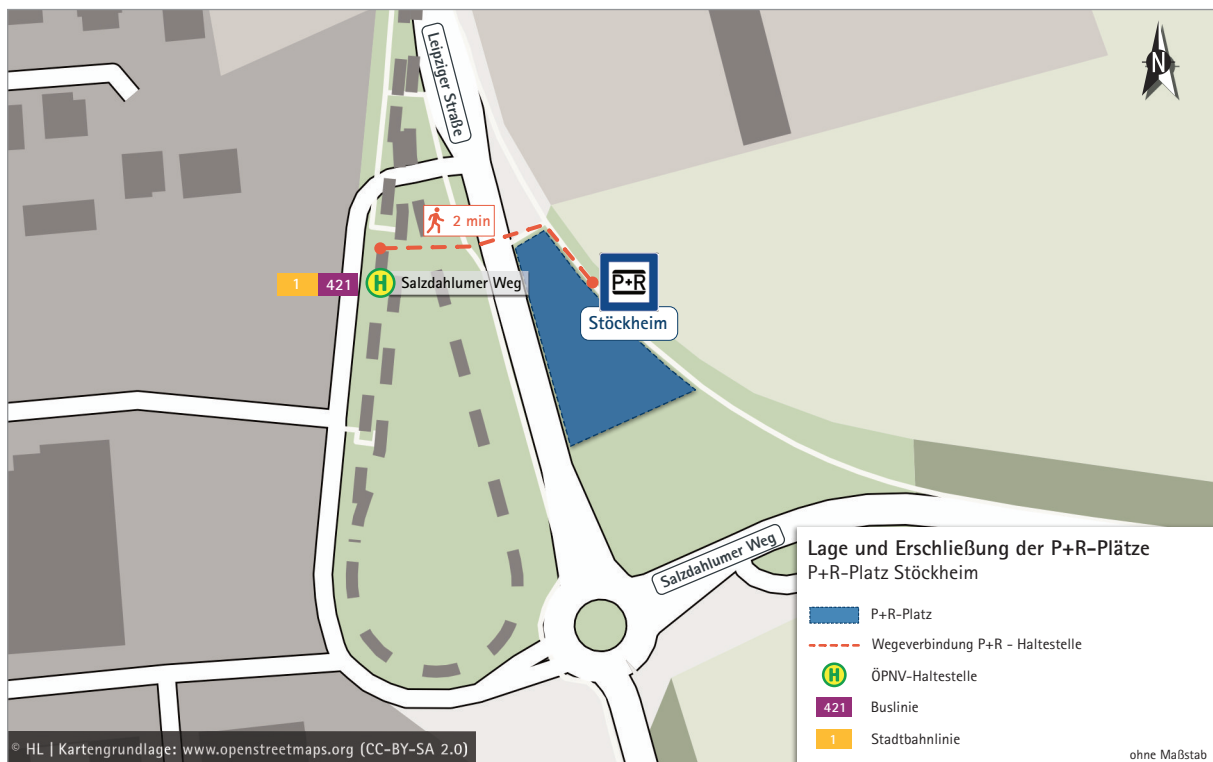 Leipziger Straße
N
2 min
1
421
H
Salzdahlumer Weg
P+R
Stöckheim
Salzdahlumer Weg
Lage und Erschließung der P+R-Plätze
P+R-Platz Stöckheim
P+R-Platz
Wegeverbindung P+R - Haltestelle
H
ÖPNV-Haltestelle
421
Buslinie
1
Stadtbahnlinie
© HL | Kartengrundlage: www.openstreetmaps.org (CC-BY-SA 2.0)
ohne Maßstab